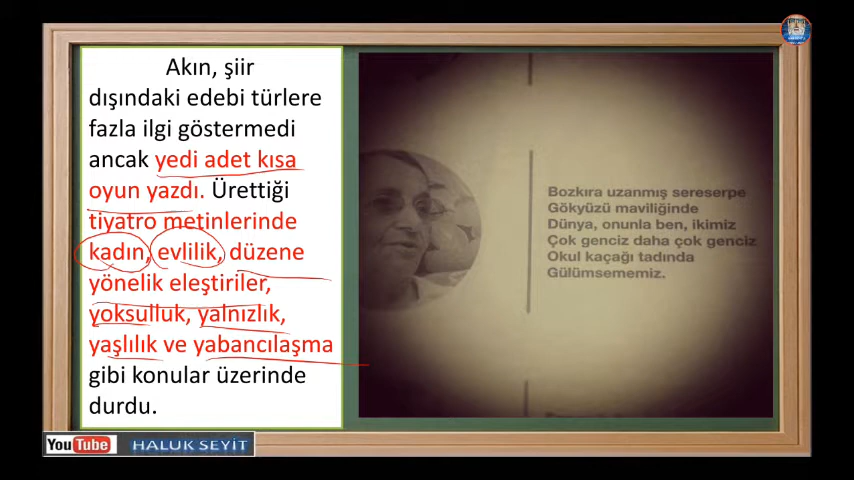 Akın, şiir
dışındaki edebi türlere
fazla ilgi göstermedi
ancak yedi adet kısa
oyun yazdı. Ürettiği
tiyatro metinlerinde
kadın, evlilik, düzene
yönelik eleştiriler,
yoksulluk, yalnızlık,
yaşlılık ve yabancılaşma
gibi konular üzerinde
durdu.
Bozkıra uzanmış sereserpe
Gökyüzü maviliğinde
Dünya, onunla ben, ikimiz
Çok genciz daha çok genciz
Okul kaçağı tadında
Gülümsememiz.
YouTube HALUK SEYİT